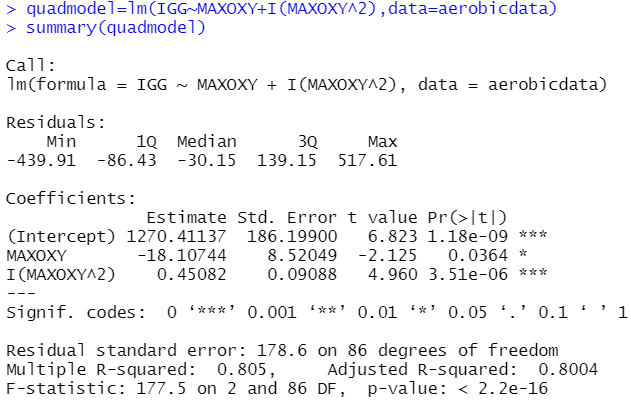 > quadmodel=lm(IGG~MAXOXY+I(MAXOXY^2),data=aerobicdata)
> summary(quadmodel)
Call:
lm(formula = IGG ~ MAXOXY + I(MAXOXY^2), data = aerobicdata)
Residuals:
    Min      1Q  Median      3Q     Max
-439.91  -86.43  -30.15  139.15  517.61
Coefficients:
              Estimate Std. Error t value Pr(>|t|)
(Intercept) 1270.41137  186.19900   6.823 1.18e-09 ***
MAXOXY       -18.10744    8.52049  -2.125   0.0364 *
I(MAXOXY^2)    0.45082    0.09088   4.960 3.51e-06 ***
---
Signif. codes:  0 ‘***’ 0.001 ‘**’ 0.01 ‘*’ 0.05 ‘.’ 0.1 ‘ ’ 1
Residual standard error: 178.6 on 86 degrees of freedom
Multiple R-squared:  0.805,	Adjusted R-squared:  0.8004
F-statistic: 177.5 on 2 and 86 DF,  p-value: < 2.2e-16